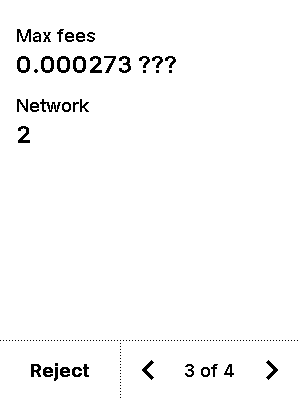 Max fees
0.000273 ???
Network
2
Reject
3 of 4